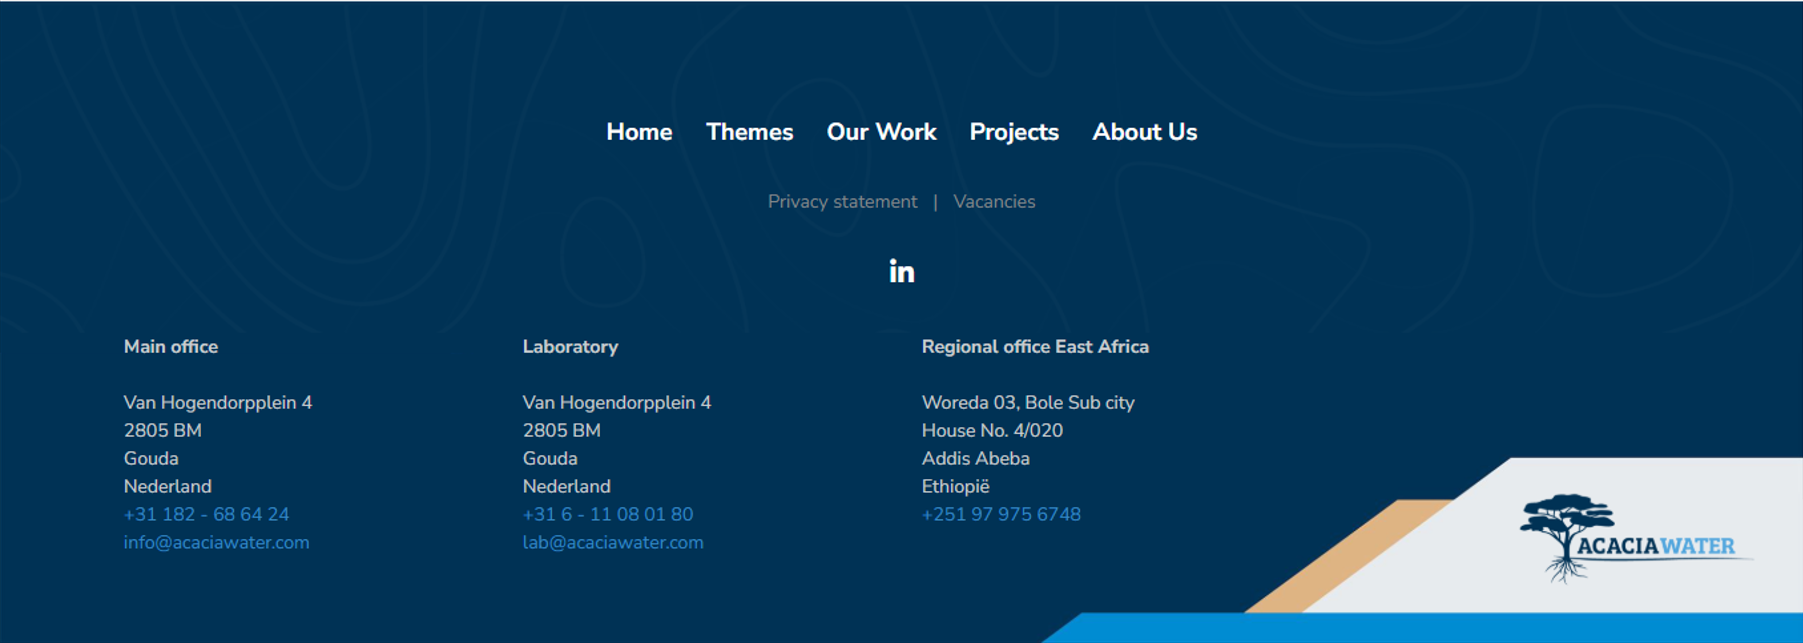 Home Themes Our Work Projects About Us
Privacy statement | Vacancies
in
Main office
Van Hogendorpplein 4
2805 BM
Gouda
Nederland
+31 182 - 68 64 24
info@acaciawater.com
Laboratory
Van Hogendorpplein 4
2805 BM
Gouda
Nederland
+31 6 - 11 08 01 80
lab@acaciawater.com
Regional office East Africa
Woreda 03, Bole Sub city
House No. 4/020
Addis Abeba
Ethiopië
+251 97 975 6748
ACACIAWATER